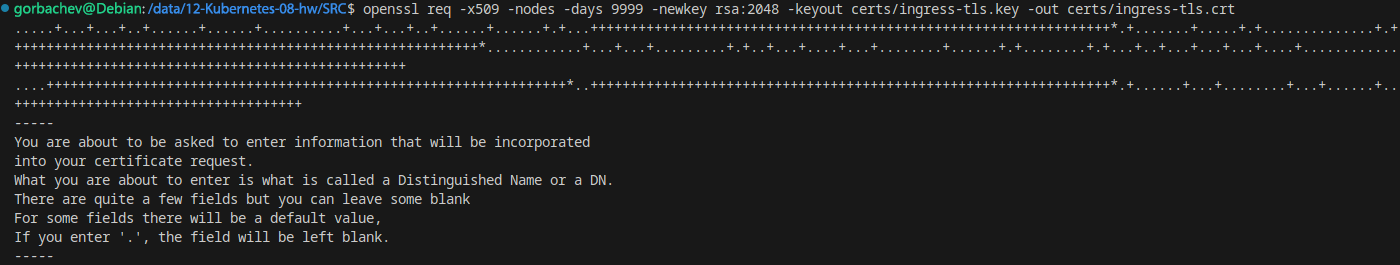 gorbachev@Debian:/data/12-Kubernetes-08-hw/SRC$ openssl req -x509 -nodes -days 9999 -newkey rsa:2048 -keyout certs/ingress-tls.key -out certs/ingress-tls.crt
-----
You are about to be asked to enter information that will be incorporated
into your certificate request.
What you are about to enter is what is called a Distinguished Name or a DN.
There are quite a few fields but you can leave some blank
For some fields there will be a default value,
If you enter '.', the field will be left blank.
-----